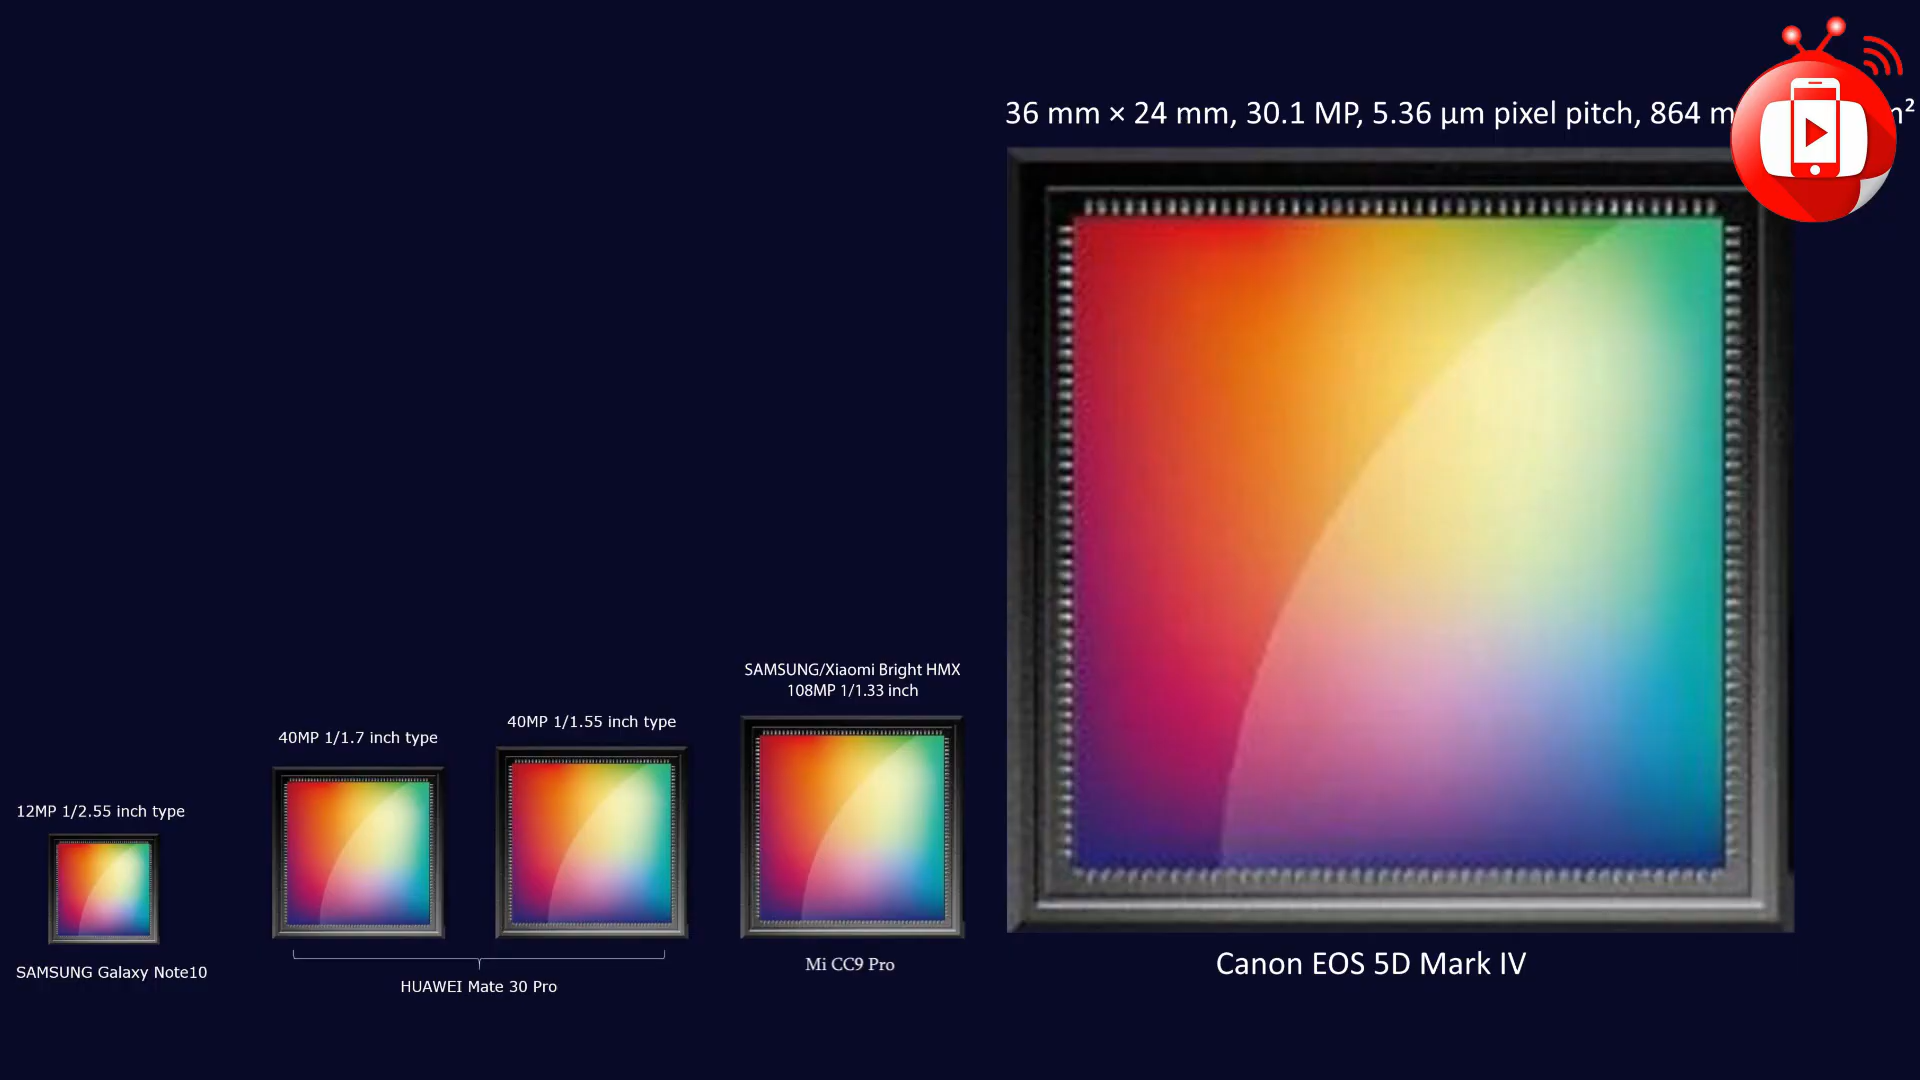 36 mm × 24 mm, 30.1 MP, 5.36 μm pixel pitch, 864
SAMSUNG/Xiaomi Bright HMX
108MP 1/1.33 inch
40MP 1/1.55 inch type
40MP 1/1.7 inch type
12MP 1/2.55 inch type
SAMSUNG Galaxy Note10
HUAWEI Mate 30 Pro
Mi CC9 Pro
Canon EOS 5D Mark IV